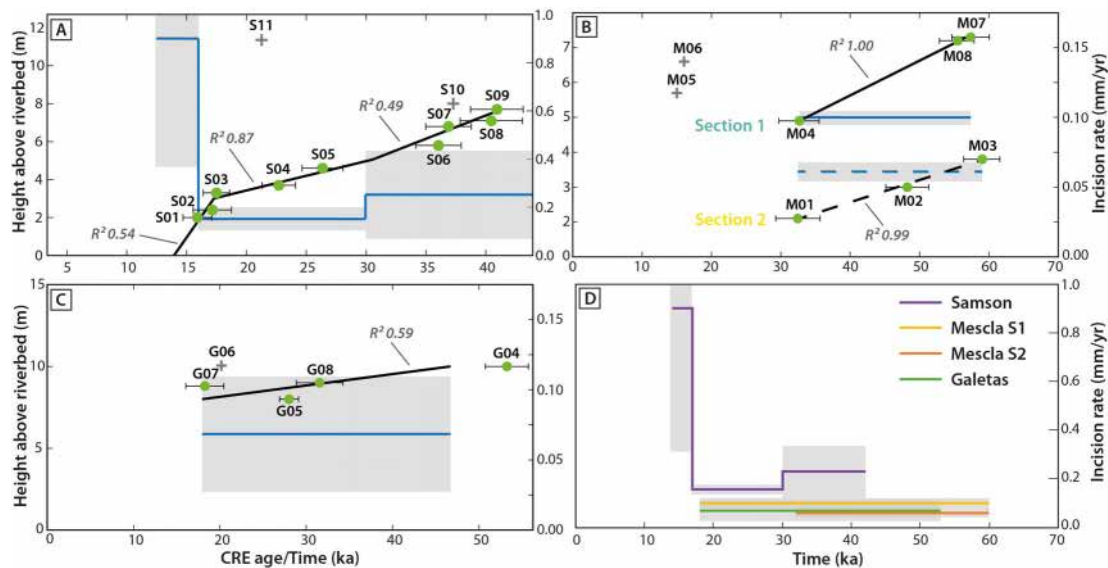 A
Height above riverbed (m)
12
10
8
6
4
2
0
S11
S10
S09
S07
S08
S06
S05
S04
S03
S02
S01
R² 0.49
R² 0.87
R² 0.54
1.0
0.8
0.6
0.4
0.2
0.0
5 10 15 20 25 30 35 40
B
7
6
5
4
3
2
1
0
M07
M08
M06
M05
M04
M03
M02
M01
R² 1.00
R² 0.99
Section 1
Section 2
0.15
0.10
0.05
0.00
Incision rate (mm/yr)
0 10 20 30 40 50 60 70
C
Height above riverbed (m)
15
10
5
0
G06
G07
G08
G05
G04
R² 0.59
0.15
0.10
0.05
0.00
10 20 30 40 50
CRE age/Time (ka)
D
Samson
Mescla S1
Mescla S2
Galetas
1.0
0.8
0.6
0.4
0.2
0.0
Incision rate (mm/yr)
0 10 20 30 40 50 60 70
Time (ka)